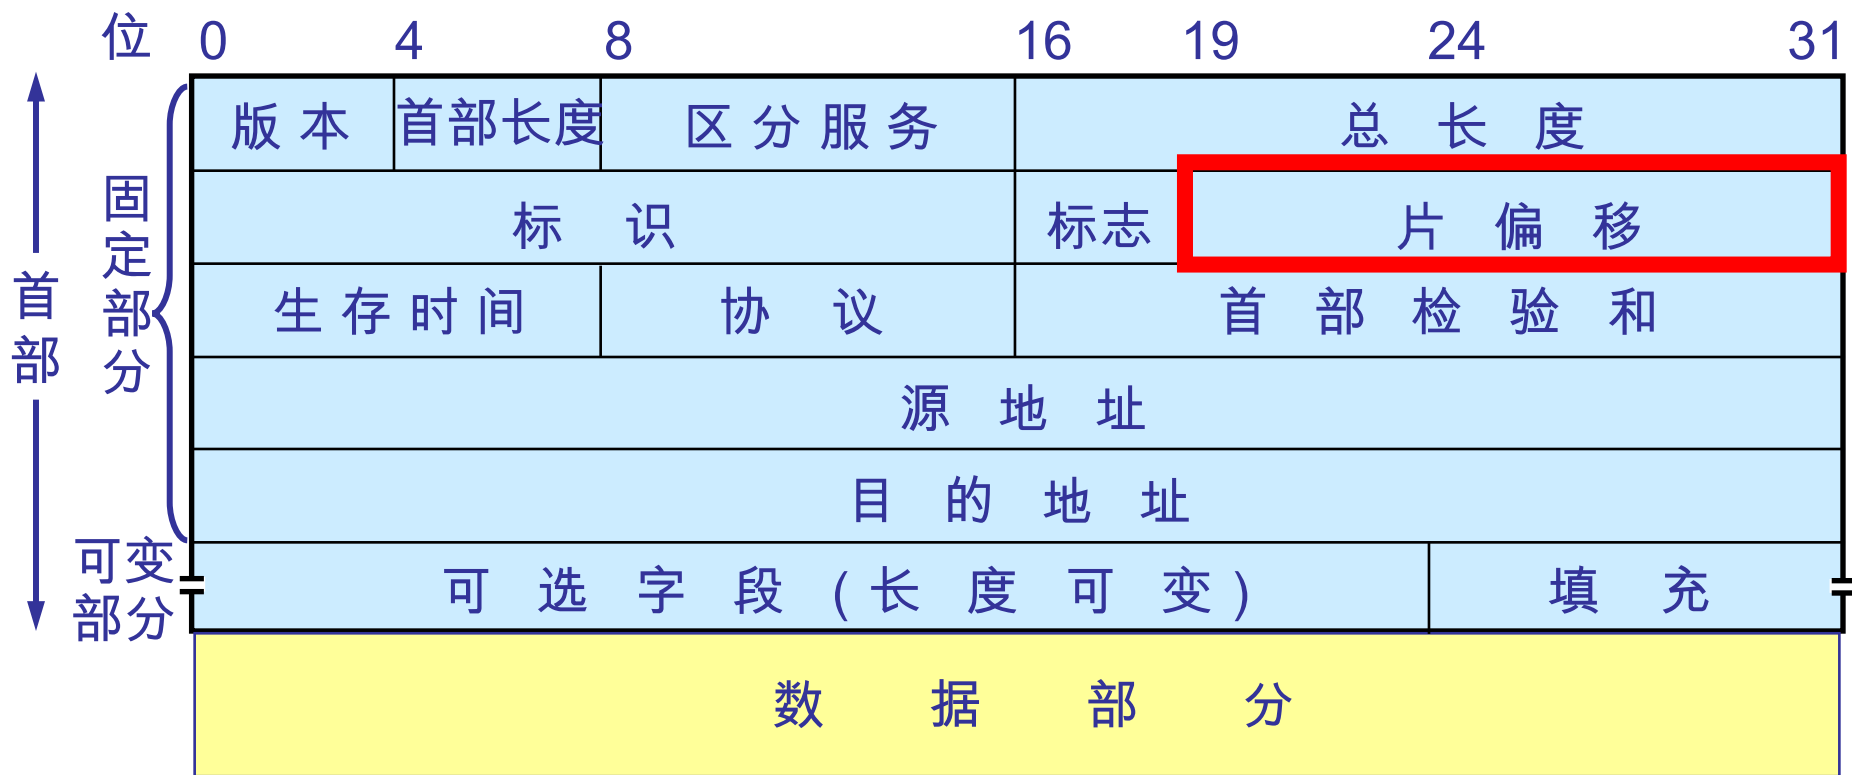 位 0 4 8 16 19 24 31
版本 首部长度 区分服务 总长度
标识 标志 片偏移
生存时间 协议 首部检验和
源地址
目的地址
可选字段(长度可变) 填充
数据部分
首部
固定部分
可变
部分